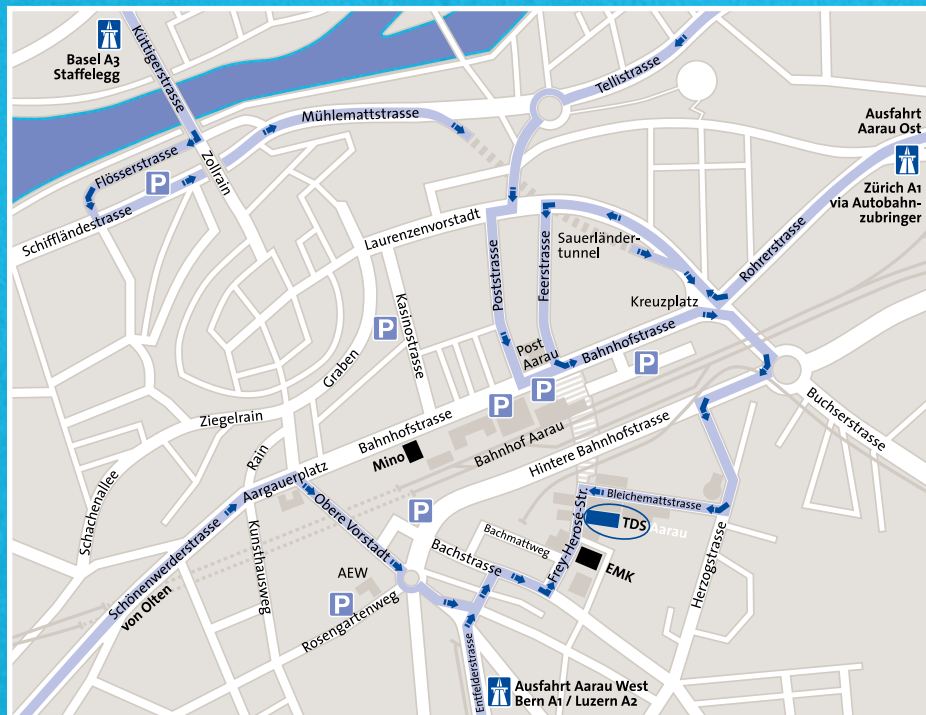 Basel A3
Staffelegg
Küttigerstrasse
Tellistrasse
Mühlemattstrasse
Ausfahrt
Aarau Ost
Flösserstrasse
P
Zollrain
Zürich A1
via Autobahn-
zubringer
Schifflándestrasse
Laurenzenvorstadt
Sauerländer-
tunnel
Rohrerstrasse
Poststrasse
Feerstrasse
Kreuzplatz
Kasinostrasse
P
Graben
Post
Aarau
Bahnhofstrasse
P
P
P
Ziegelrain
Bahnhofstrasse
Buchserstrasse
Rain
Mino
Bahnhof Aarau
Hintere Bahnhofstrasse
Aargauerplatz
Schachenallee
Bleichemattstrasse
P
Obere Vorstadt
TDS
Aarau
Kunsthausweg
Bachmattweg
Frey-Herosé-Str.
Bachstrasse
EMK
Schönenwerderstrasse
von Olten
AEW
P
Rosengartenweg
Herzogstrasse
Entfelderstrasse
Ausfahrt Aarau West
Bern A1 / Luzern A2